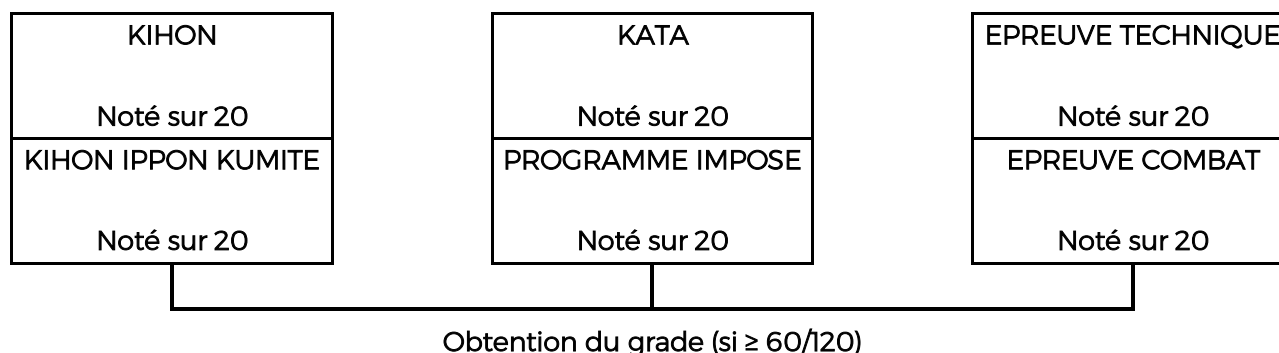 KIHON
Noté sur 20
KIHON IPPON KUMITE
Noté sur 20
KATA
Noté sur 20
PROGRAMME IMPOSE
Noté sur 20
EPREUVE TECHNIQUE
Noté sur 20
EPREUVE COMBAT
Noté sur 20
Obtention du grade (si ≥ 60/120)